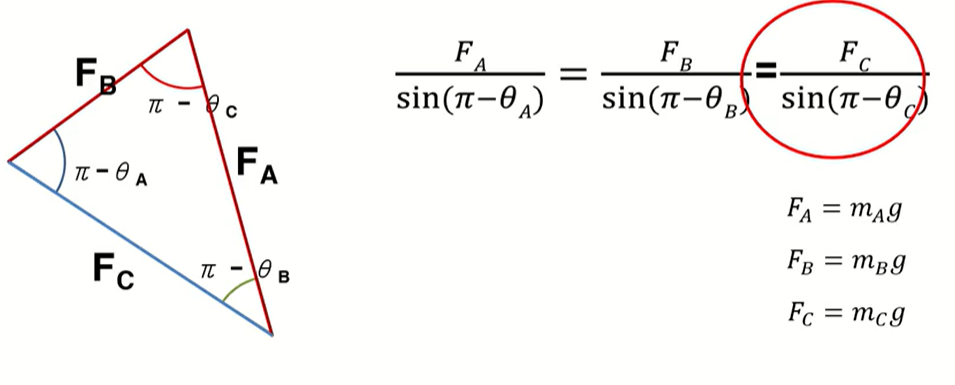 F_B
π - θ_C
π - θ_A
F_A
F_C
π - θ_B
F_A / sin(π-θ_A) = F_B / sin(π-θ_B) = F_C / sin(π-θ_C)
F_A = m_A g
F_B = m_B g
F_C = m_C g